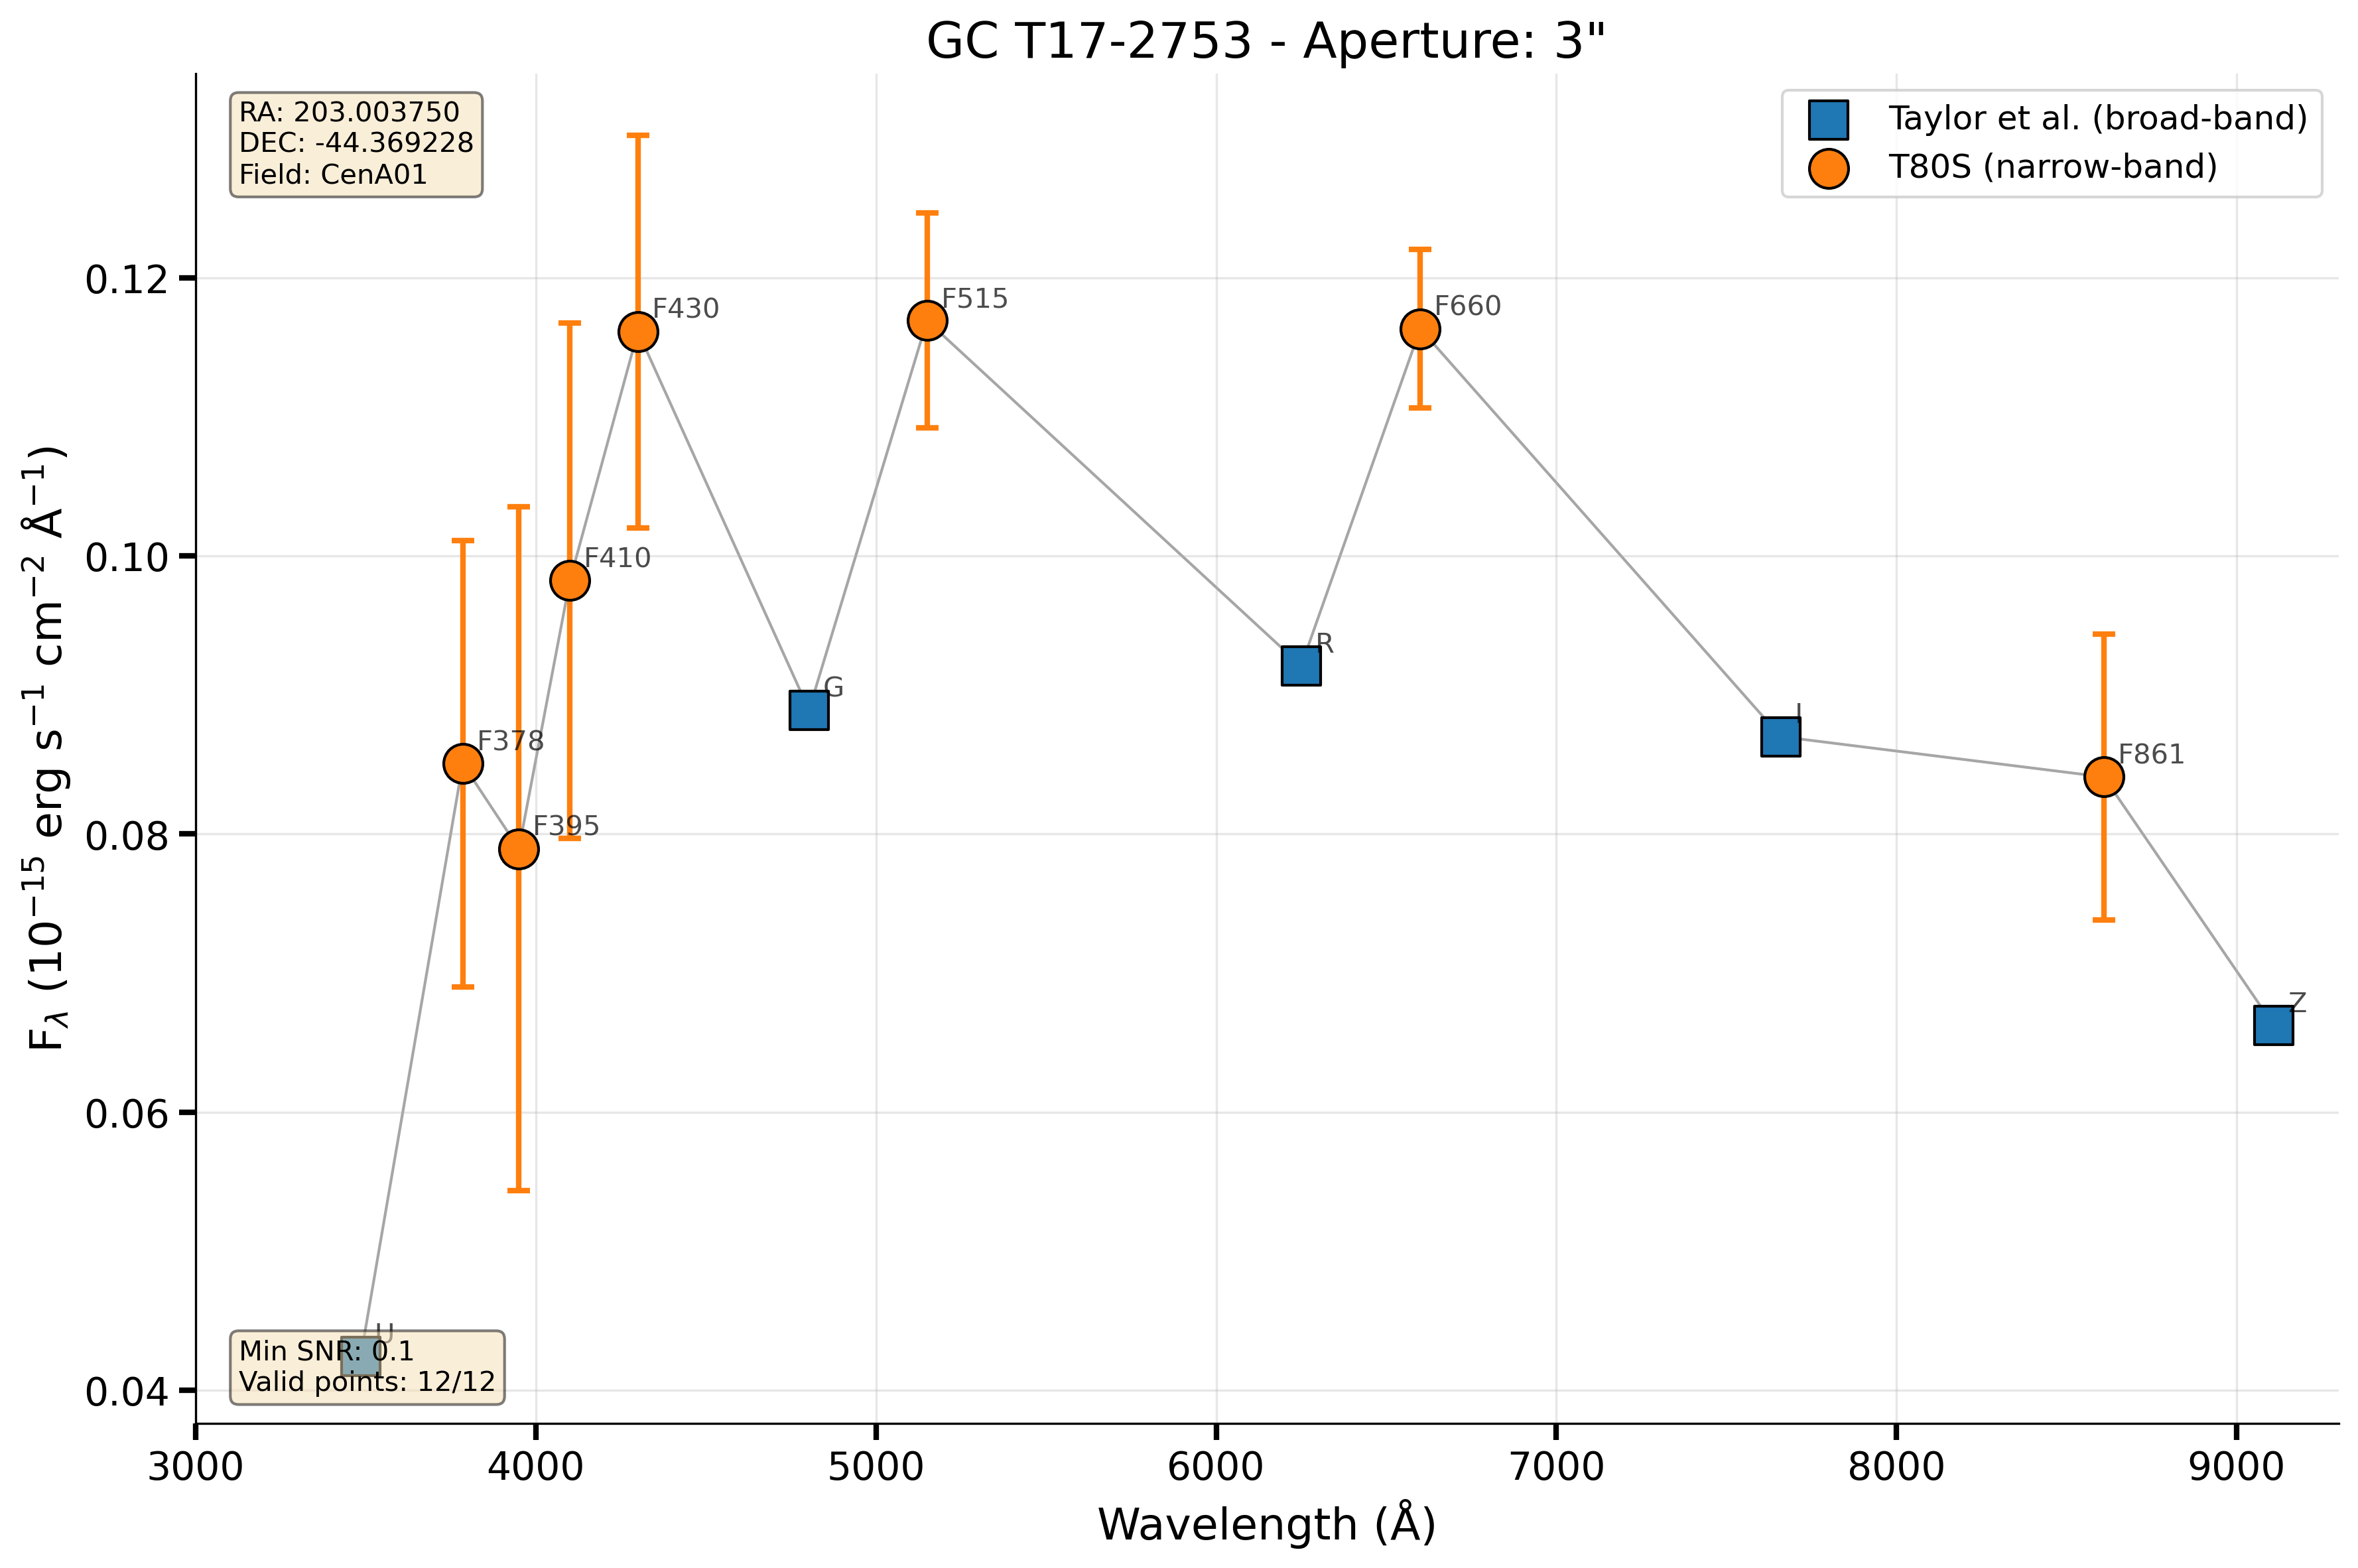 GC T17-2753 - Aperture: 3"
RA: 203.003750
DEC: -44.369228
Field: CenA01
Taylor et al. (broad-band)
T80S (narrow-band)
F430
F515
F660
0.12
F410
0.10
R
G
I
F378
F861
F395
0.08
Z
0.06
U
Min SNR: 0.1
Valid points: 12/12
0.04
3000 4000 5000 6000 7000 8000 9000
Wavelength (Å)
F$_{λ}$ (10$^{−15}$ erg s$^{−1}$ cm$^{−2}$ Å$^{−1}$)